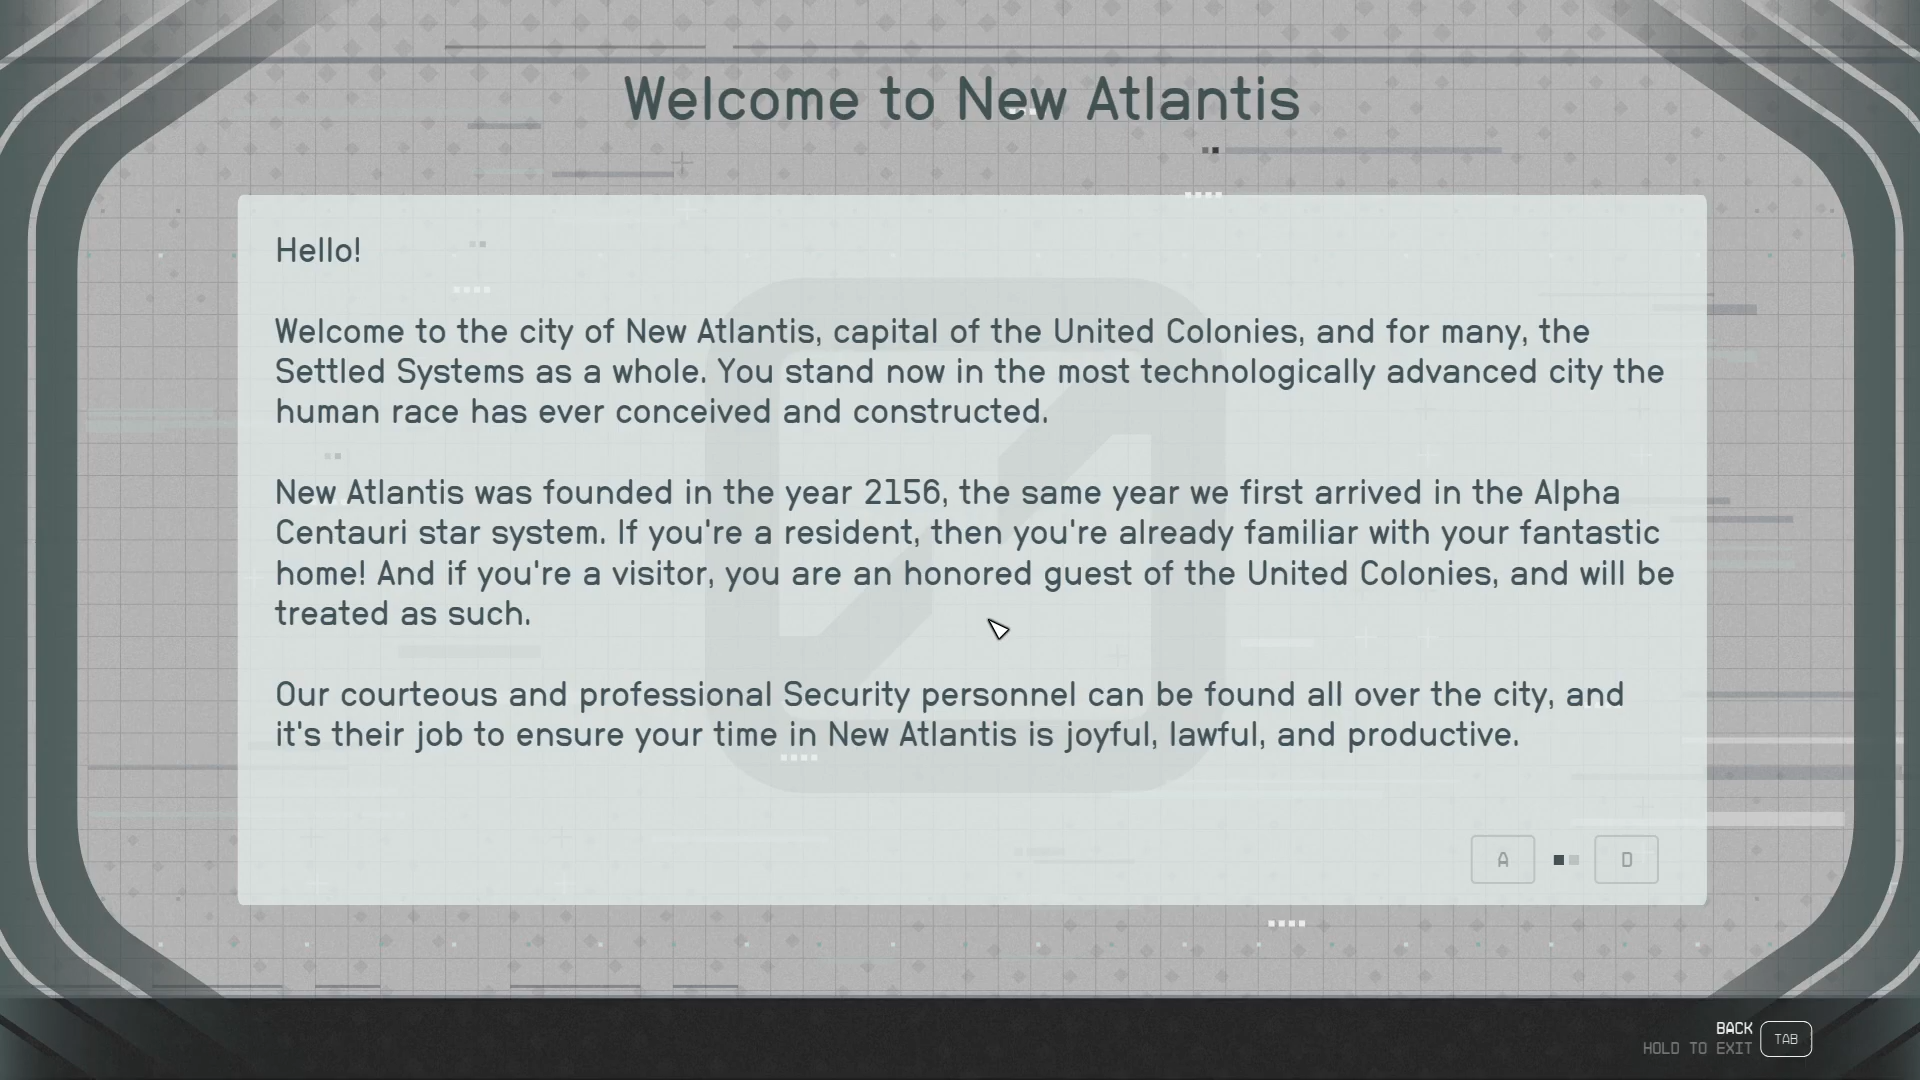 Welcome to New Atlantis
Hello!
Welcome to the city of New Atlantis, capital of the United Colonies, and for many, the
Settled Systems as a whole. You stand now in the most technologically advanced city the
human race has ever conceived and constructed.
New Atlantis was founded in the year 2156, the same year we first arrived in the Alpha
Centauri star system. If you're a resident, then you're already familiar with your fantastic
home! And if you're a visitor, you are an honored guest of the United Colonies, and will be
treated as such.
Our courteous and professional Security personnel can be found all over the city, and
it's their job to ensure your time in New Atlantis is joyful, lawful, and productive.
A D
BACK
HOLD TO EXIT TAB